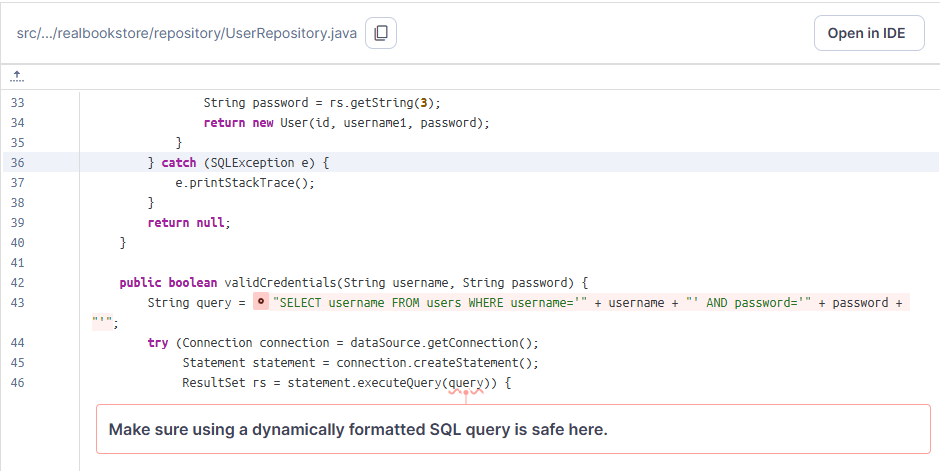 src/.../realbookstore/repository/UserRepository.java
Open in IDE
33 String password = rs.getString(3);
34 return new User(id, username1, password);
35 }
36 } catch (SQLException e) {
37 e.printStackTrace();
38 }
39 return null;
40 }
41
42 public boolean validCredentials(String username, String password) {
43 String query = "SELECT username FROM users WHERE username='" + username + "' AND password='" + password +
"'";
44 try (Connection connection = dataSource.getConnection();
45 Statement statement = connection.createStatement();
46 ResultSet rs = statement.executeQuery(query)) {
Make sure using a dynamically formatted SQL query is safe here.